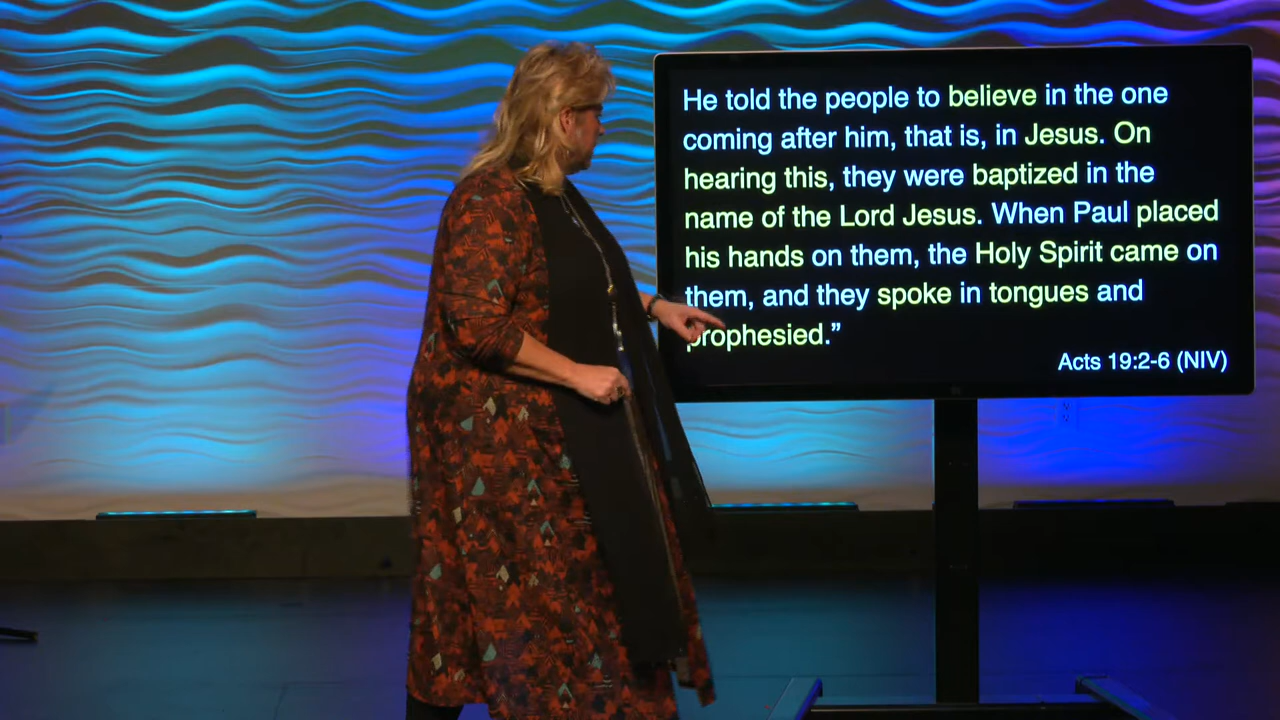 He told the people to believe in the one
coming after him, that is, in Jesus. On
hearing this, they were baptized in the
name of the Lord Jesus. When Paul placed
his hands on them, the Holy Spirit came on
them, and they spoke in tongues and
prophesied.”
Acts 19:2-6 (NIV)